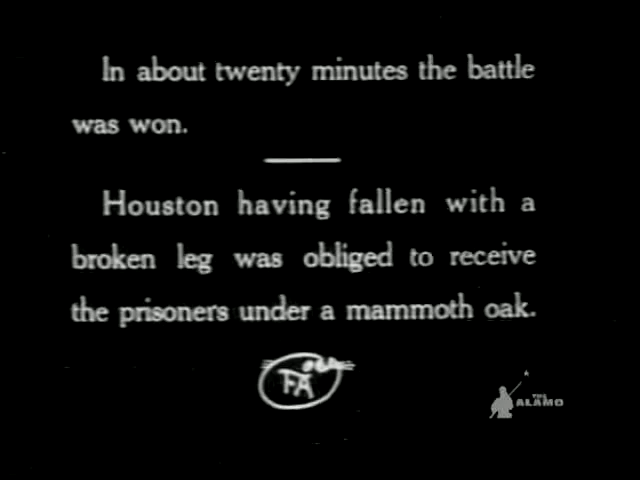 In about twenty minutes the battle
was won.
Houston having fallen with a
broken leg was obliged to receive
the prisoners under a mammoth oak.
FA
THE
ALAMO